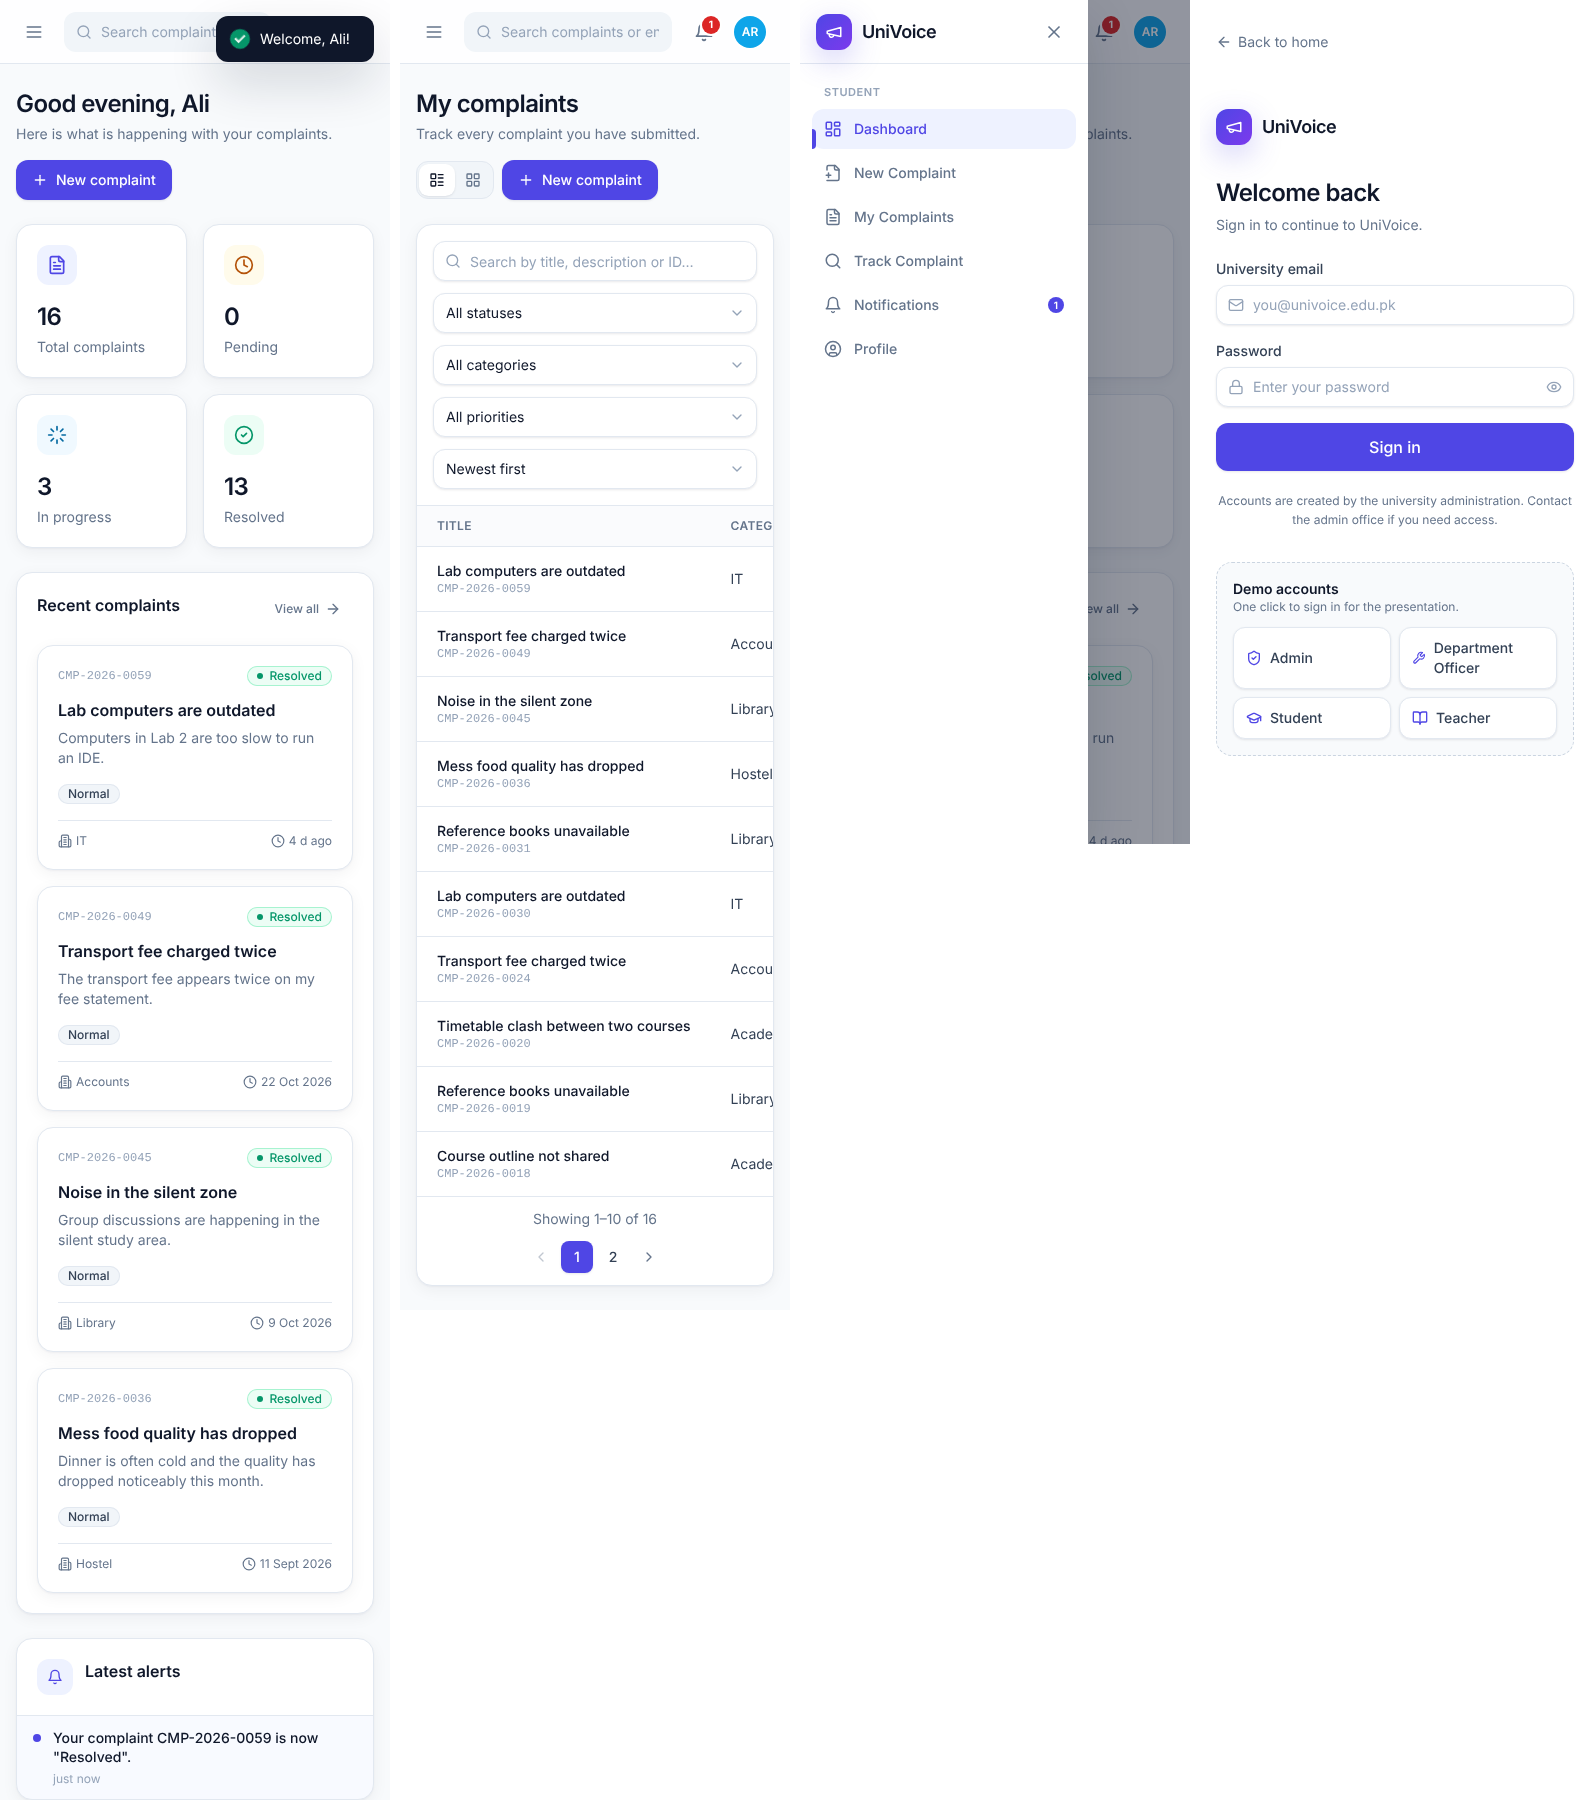 Search complaint
Welcome, Ali!
Good evening, Ali
Here is what is happening with your complaints.
New complaint
16
Total complaints
0
Pending
3
In progress
13
Resolved
Recent complaints
View all
CMP-2026-0059
Resolved
Lab computers are outdated
Computers in Lab 2 are too slow to run
an IDE.
Normal
IT
4 d ago
CMP-2026-0049
Resolved
Transport fee charged twice
The transport fee appears twice on my
fee statement.
Normal
Accounts
22 Oct 2026
CMP-2026-0045
Resolved
Noise in the silent zone
Group discussions are happening in the
silent study area.
Normal
Library
9 Oct 2026
CMP-2026-0036
Resolved
Mess food quality has dropped
Dinner is often cold and the quality has
dropped noticeably this month.
Normal
Hostel
11 Sept 2026
Latest alerts
Your complaint CMP-2026-0059 is now
"Resolved".
just now
Search complaints or er
1
AR
My complaints
Track every complaint you have submitted.
New complaint
Search by title, description or ID...
All statuses
All categories
All priorities
Newest first
TITLE CATEG
Lab computers are outdated
CMP-2026-0059
IT
Transport fee charged twice
CMP-2026-0049
Accou
Noise in the silent zone
CMP-2026-0045
Library
Mess food quality has dropped
CMP-2026-0036
Hostel
Reference books unavailable
CMP-2026-0031
Library
Lab computers are outdated
CMP-2026-0030
IT
Transport fee charged twice
CMP-2026-0024
Accou
Timetable clash between two courses
CMP-2026-0020
Acade
Reference books unavailable
CMP-2026-0019
Library
Course outline not shared
CMP-2026-0018
Acade
Showing 1–10 of 16
1 2
UniVoice
STUDENT
Dashboard
New Complaint
My Complaints
Track Complaint
Notifications
1
Profile
1
AR
plaints.
ew all
solved
run
4 d ago
Back to home
UniVoice
Welcome back
Sign in to continue to UniVoice.
University email
you@univoice.edu.pk
Password
Enter your password
Sign in
Accounts are created by the university administration. Contact
the admin office if you need access.
Demo accounts
One click to sign in for the presentation.
Admin
Department
Officer
Student
Teacher